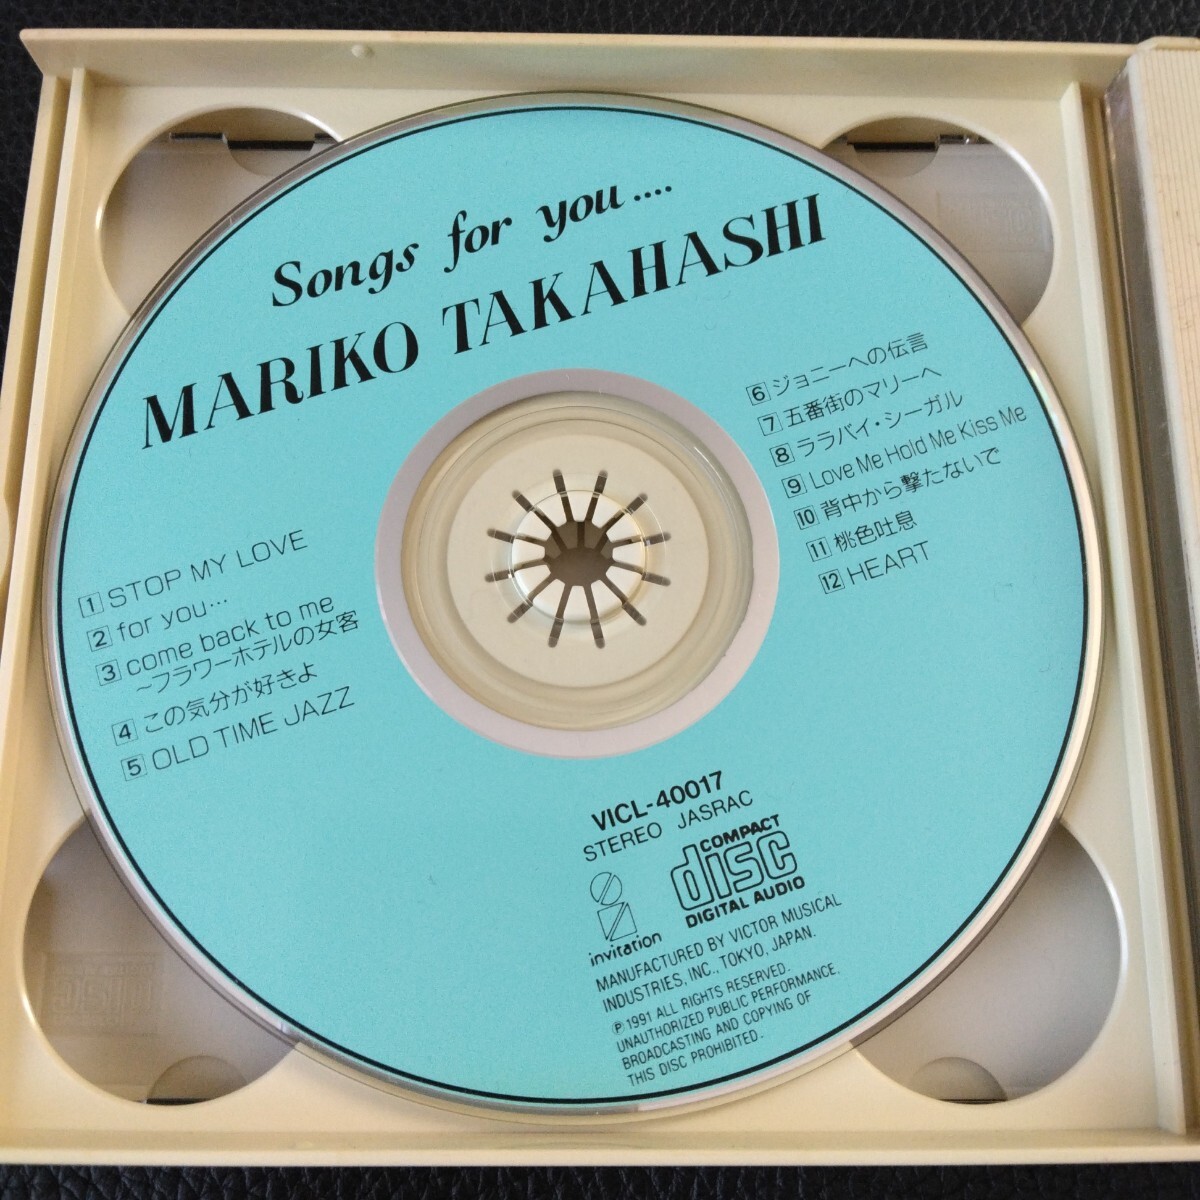 Songs for you....
MARIKO TAKAHASHI
1 STOP MY LOVE
2 for you…
3 come back to me
~フラワーホテルの女客
4 この気分が好きよ
5 OLD TIME JAZZ
6 ジョニーへの伝言
7 五番街のマリーへ
8 ララバイ・シーガル
9 Love Me Hold Me Kiss Me
10 背中から撃たないで
11 桃色吐息
12 HEART
VICL-40017
STEREO JASRAC
COMPACT
disc
DIGITAL AUDIO
invitation
MANUFACTURED BY VICTOR MUSICAL
INDUSTRIES, INC., TOKYO, JAPAN.
Ⓟ1991 ALL RIGHTS RESERVED.
UNAUTHORIZED PUBLIC PERFORMANCE,
BROADCASTING AND COPYING OF
THIS DISC PROHIBITED.